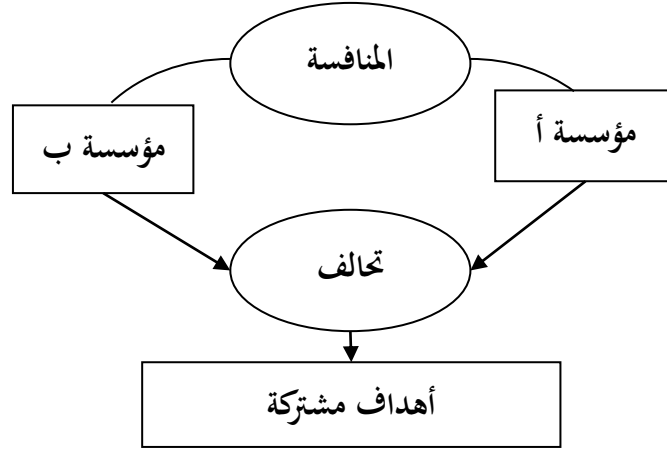 المنافسة
مؤسسة أ
مؤسسة ب
تحالف
أهداف مشتركة